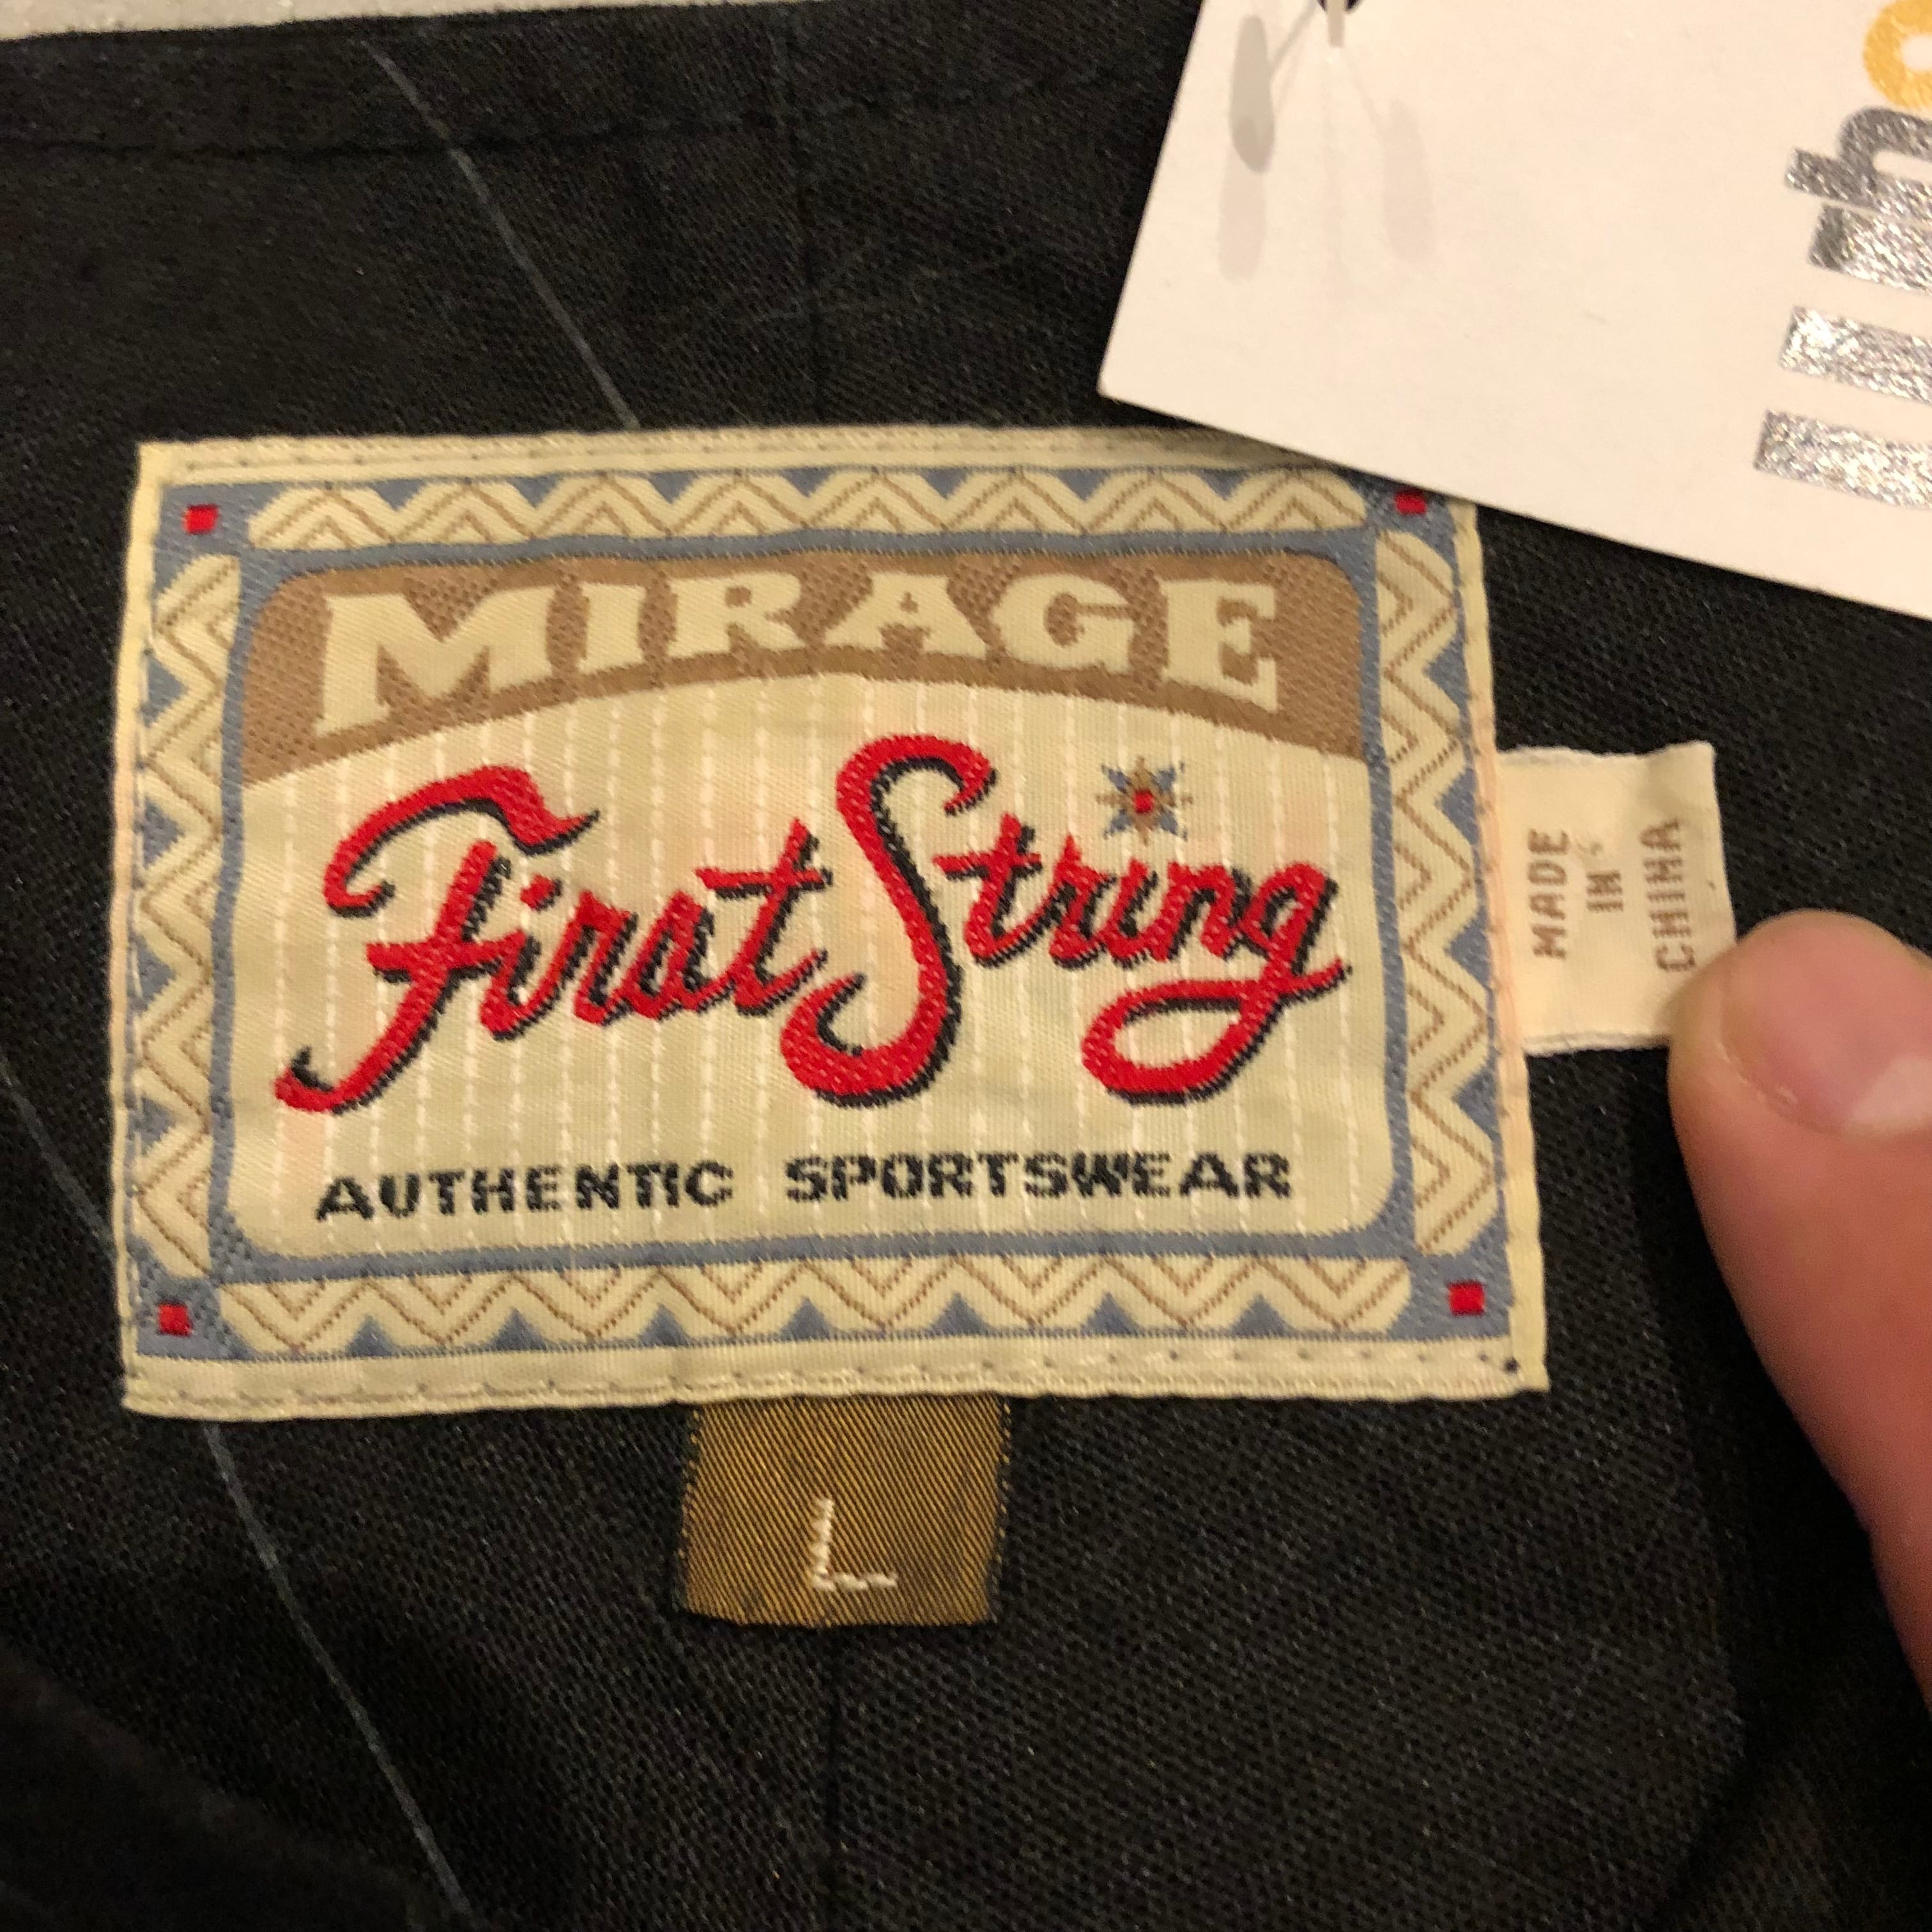 MIRAGE
First String
AUTHENTIC SPORTSWEAR
MADE
IN
CHINA
L